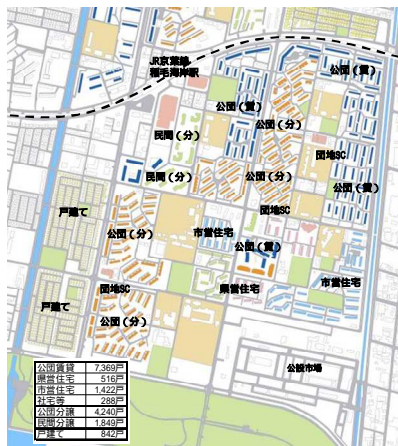 JR京葉線
稲毛海岸駅
公団(賃)
公団(賃)
公団(分)
民間(分)
団地SC
公団(分)
民間(分)
公団(賃)
戸建て
団地SC
市営住宅
公団(分)
公団(賃)
市営住宅
団地SC
県営住宅
戸建て
公団(分)
公設市場
公団賃貸 7,369戸
県営住宅 516戸
市営住宅 1,422戸
社宅等 288戸
公団分譲 4,240戸
民間分譲 1,849戸
戸建て 842戸